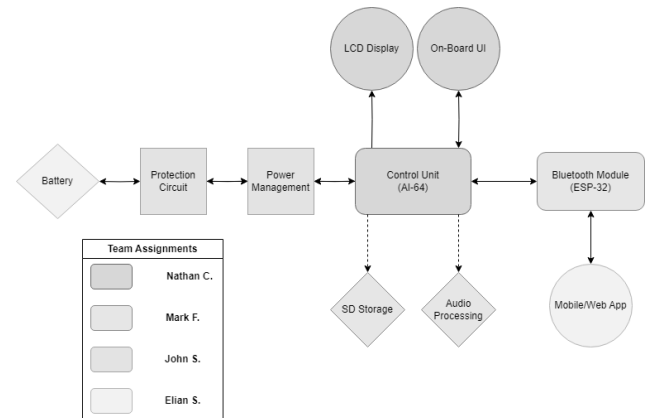 LCD Display
On-Board UI
Battery
Protection
Circuit
Power
Management
Control Unit
(AI-64)
Bluetooth Module
(ESP-32)
SD Storage
Audio
Processing
Mobile/Web App
Team Assignments
Nathan C.
Mark F.
John S.
Elian S.